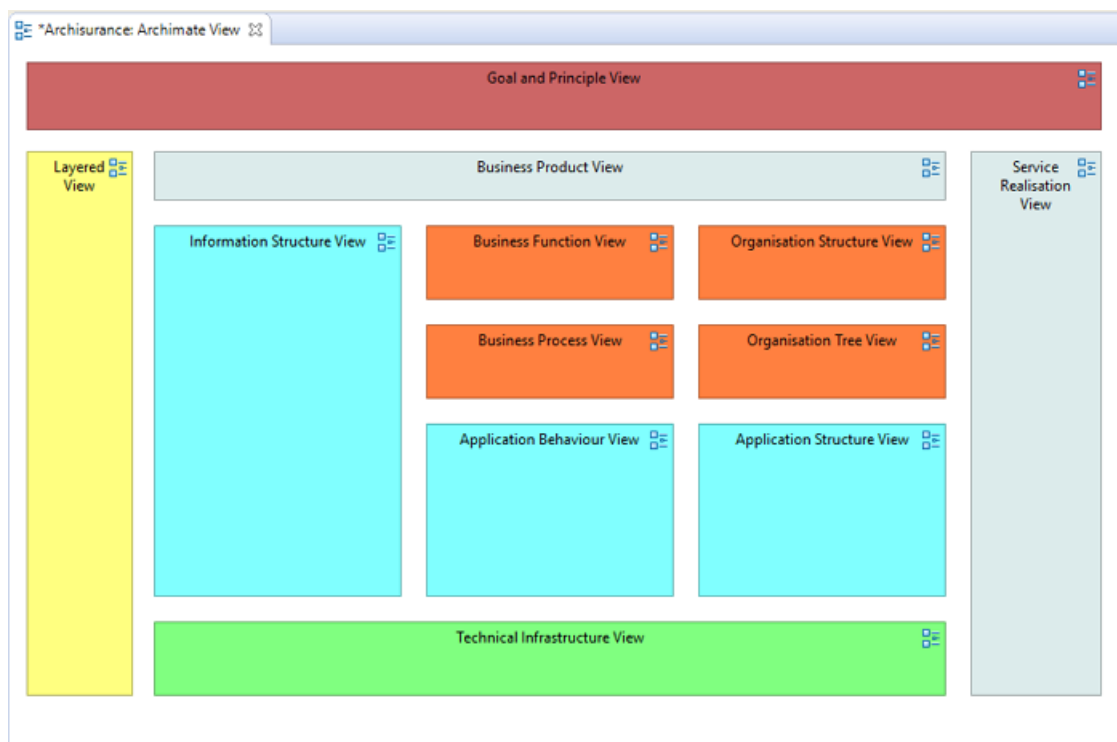 *Archisurance: Archimate View
Goal and Principle View
Layered
View
Business Product View
Service
Realisation
View
Information Structure View
Business Function View
Organisation Structure View
Business Process View
Organisation Tree View
Application Behaviour View
Application Structure View
Technical Infrastructure View